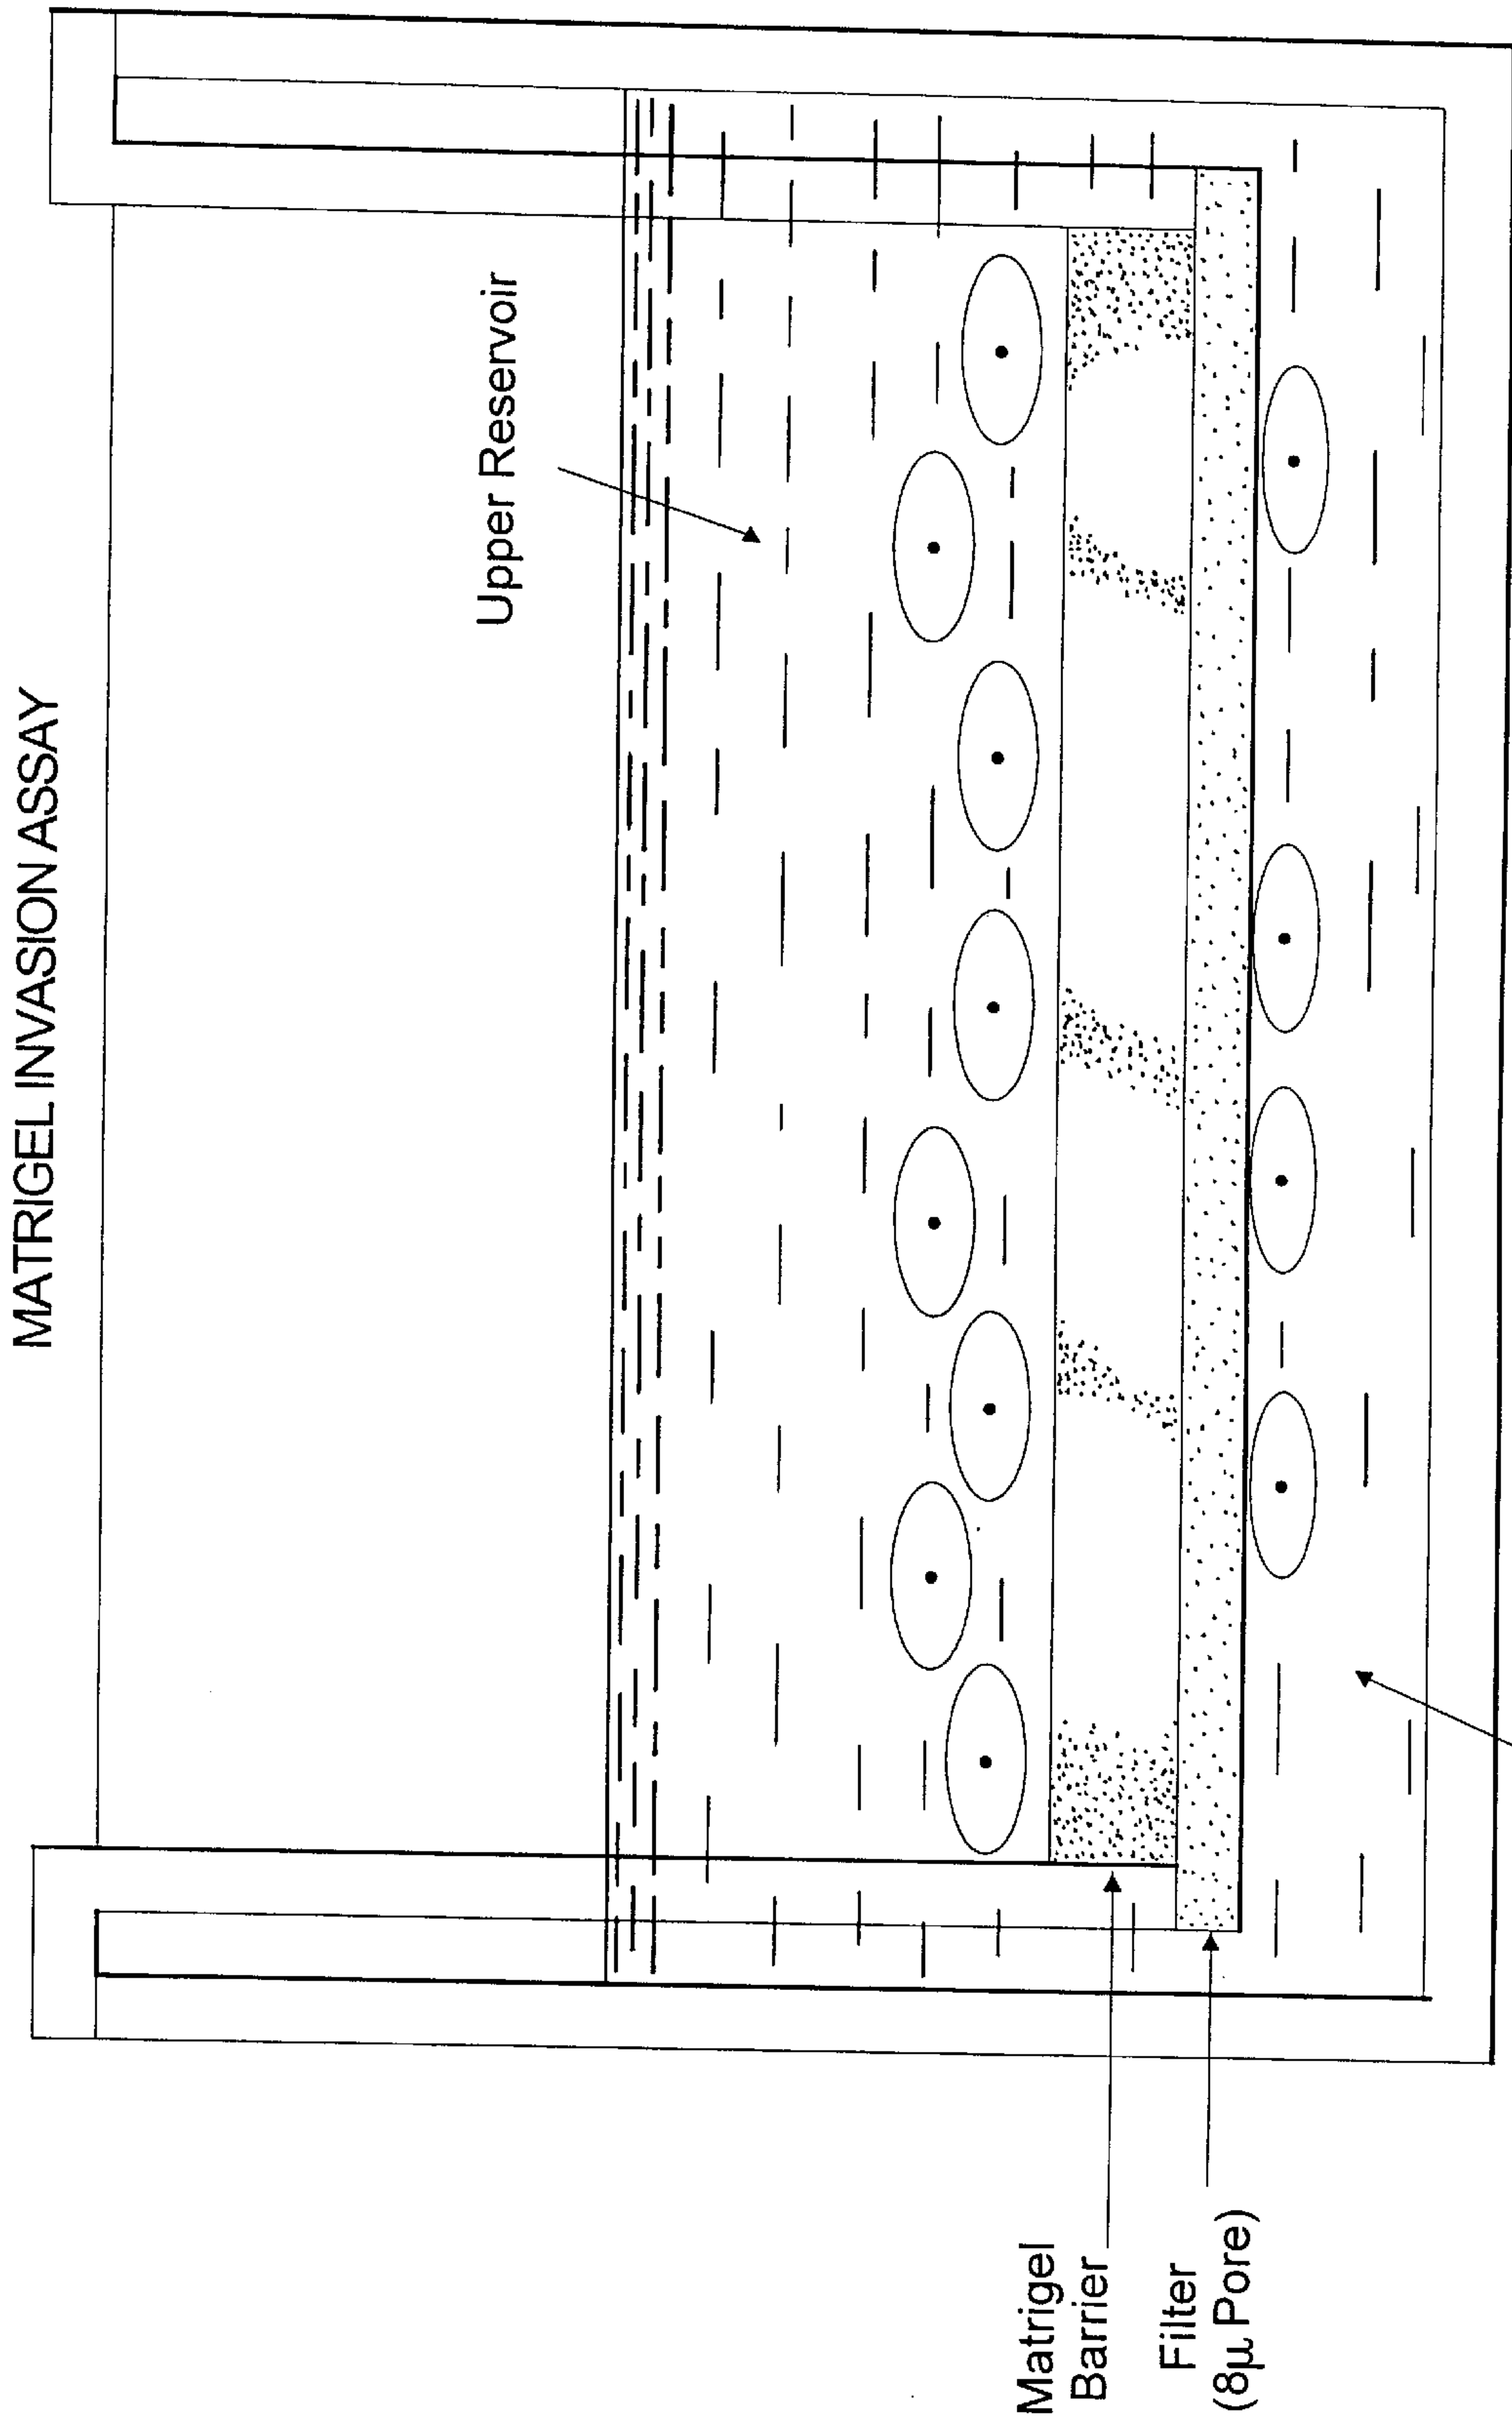 MATRIGEL INVASION ASSAY
Upper Reservoir
Matrigel
Barrier
Filter
(8μ Pore)